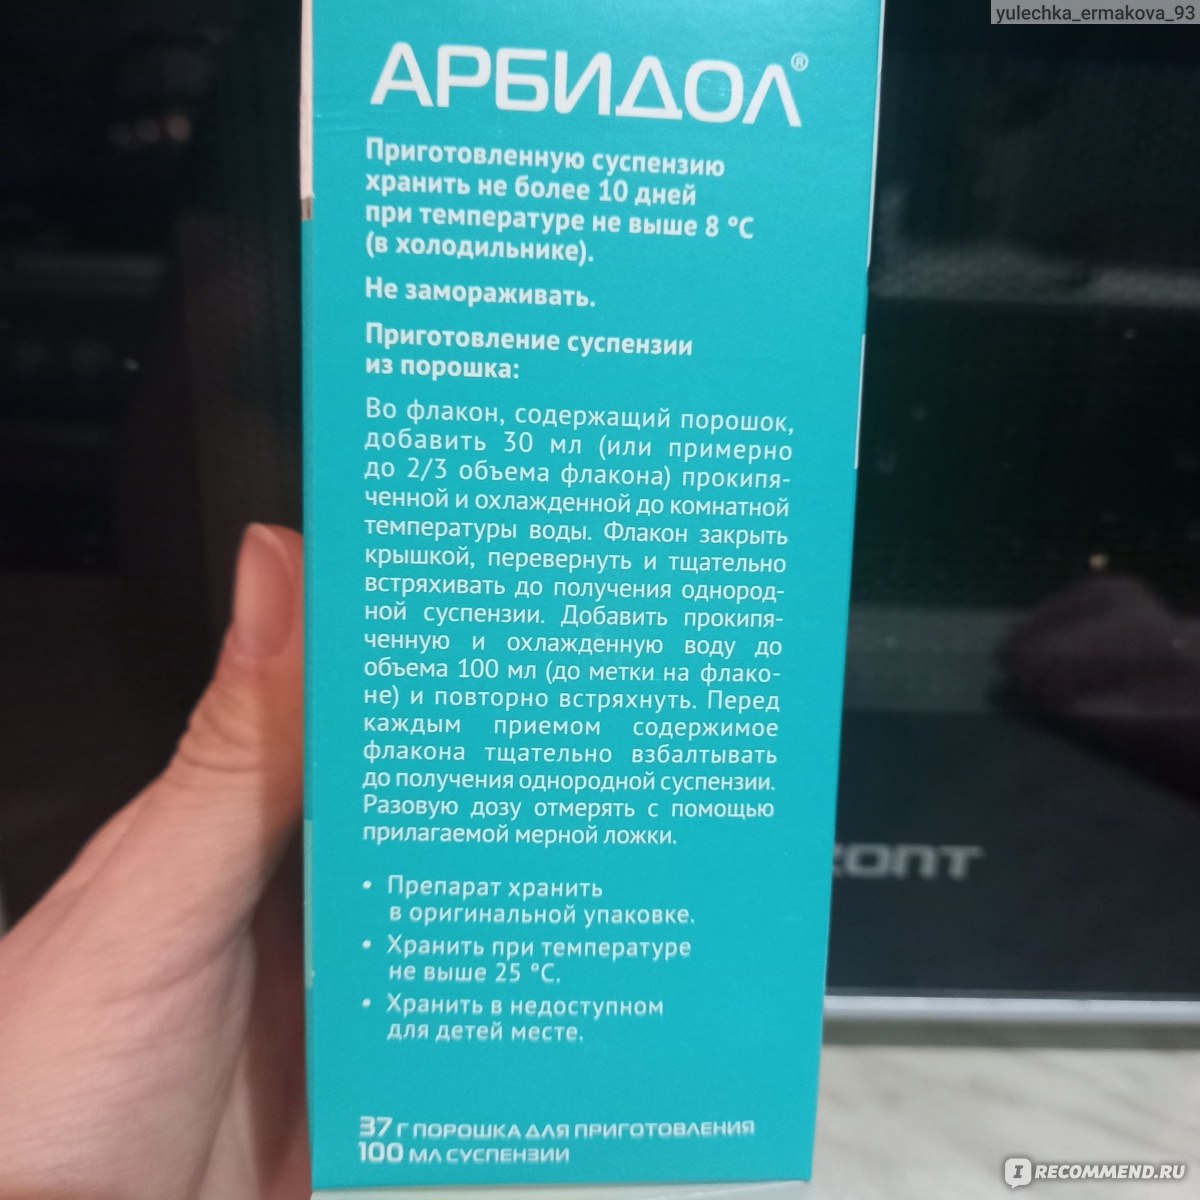 yulechka_ermakova_93
АРБИДОЛ®
Приготовленную суспензию
хранить не более 10 дней
при температуре не выше 8 °С
(в холодильнике).
Не замораживать.
Приготовление суспензии
из порошка:
Во флакон, содержащий порошок,
добавить 30 мл (или примерно
до 2/3 объема флакона) прокипя-
ченной и охлажденной до комнатной
температуры воды. Флакон закрыть
крышкой, перевернуть и тщательно
встряхивать до получения однород-
ной суспензии. Добавить прокипя-
ченную и охлажденную воду до
объема 100 мл (до метки на флако-
не) и повторно встряхнуть. Перед
каждым приемом содержимое
флакона тщательно взбалтывать
до получения однородной суспензии.
Разовую дозу отмерять с помощью
прилагаемой мерной ложки.
• Препарат хранить
в оригинальной упаковке.
• Хранить при температуре
не выше 25 °С.
• Хранить в недоступном
для детей месте.
37 г порошка для приготовления
100 мл суспензии
IRECOMMEND.RU